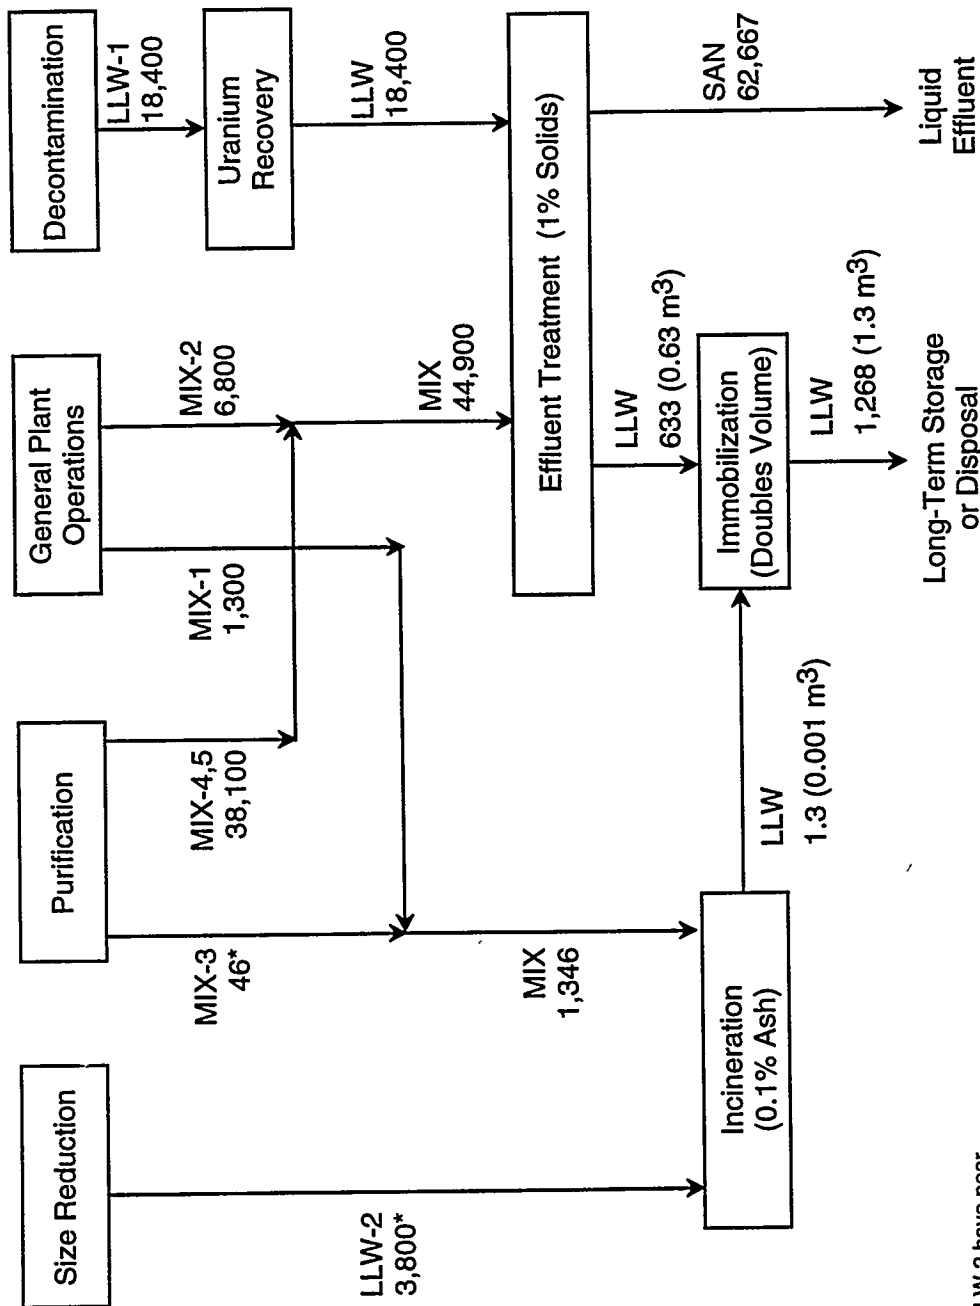 Size Reduction
Purification
General Plant
Operations
Decontamination
LLW-1
18,400
MIX-3
46*
MIX-4,5
38,100
MIX-1
1,300
MIX-2
6,800
Uranium
Recovery
LLW-2
3,800*
LLW
18,400
MIX
1,346
MIX
44,900
Effluent Treatment (1% Solids)
LLW
633 (0.63 m³)
SAN
62,667
Incineration
(0.1% Ash)
LLW
1.3 (0.001 m³)
Immobilization
(Doubles Volume)
LLW
1,268 (1.3 m³)
Long-Term Storage
or Disposal
Liquid
Effluent
have near